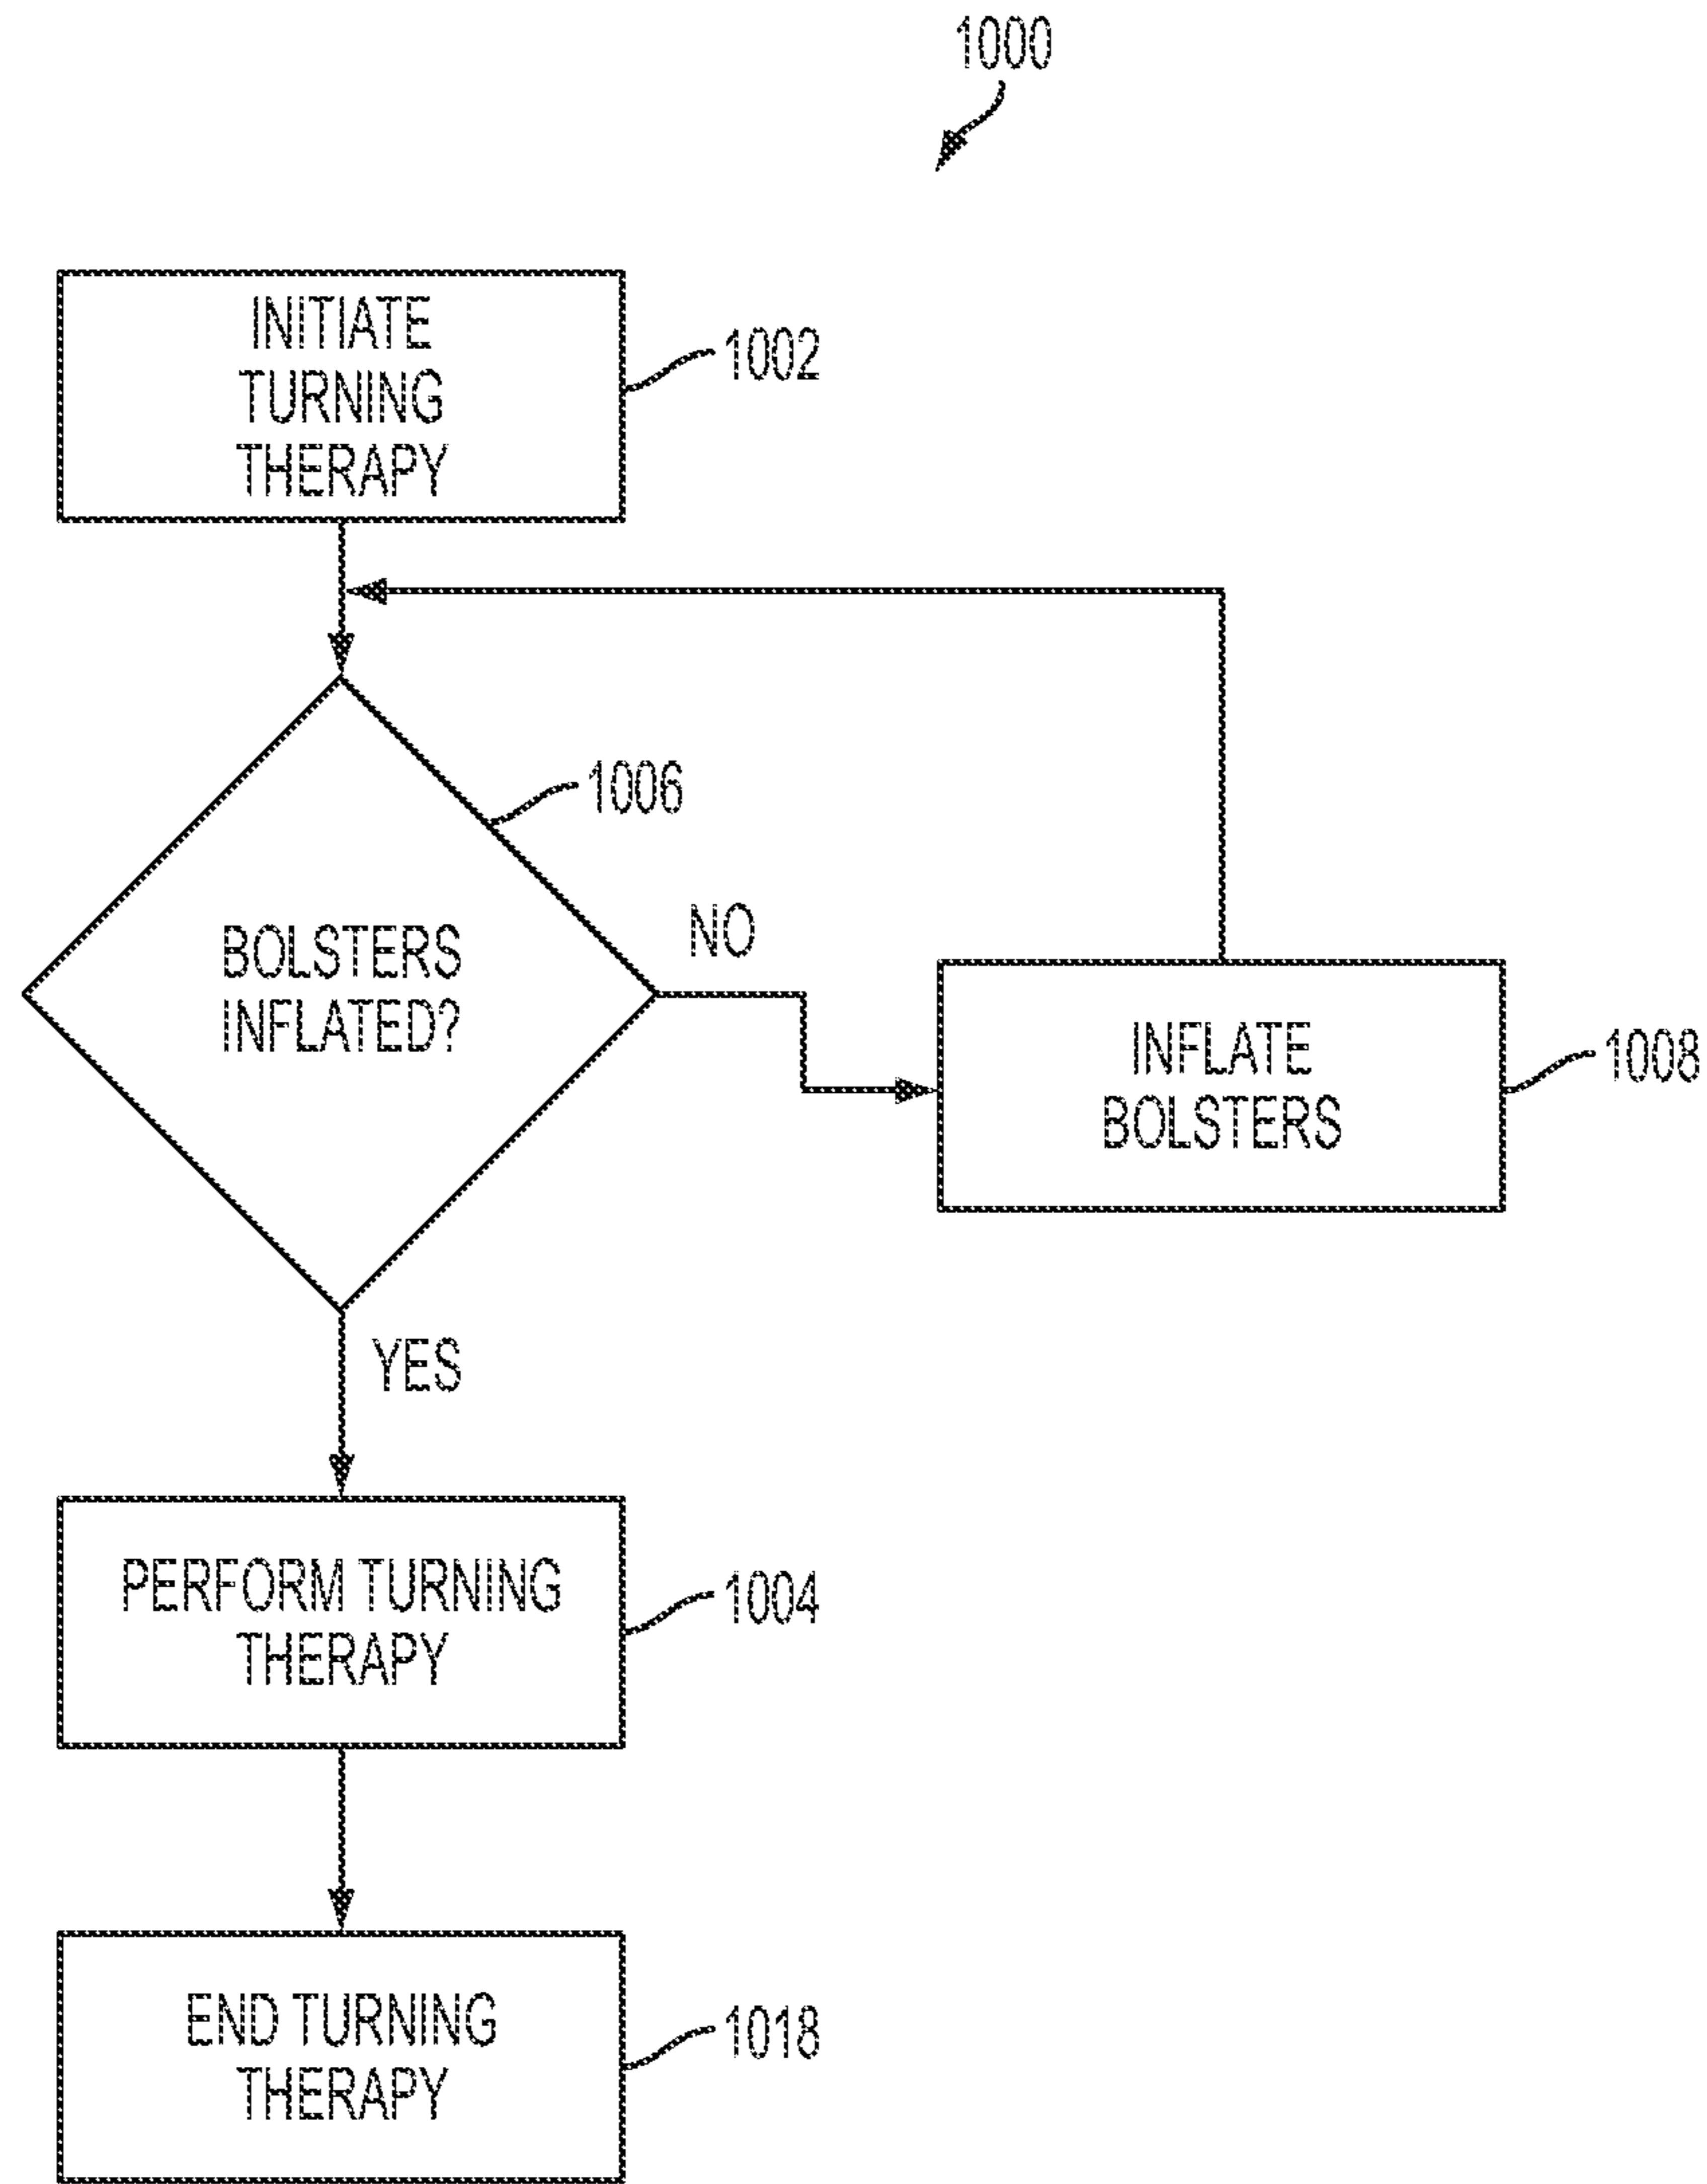 1000
INITIATE
TURNING
THERAPY
1002
1006
BOLSTERS
INFLATED?
NO
INFLATE
BOLSTERS
1008
YES
PERFORM TURNING
THERAPY
1004
END TURNING
THERAPY
1018